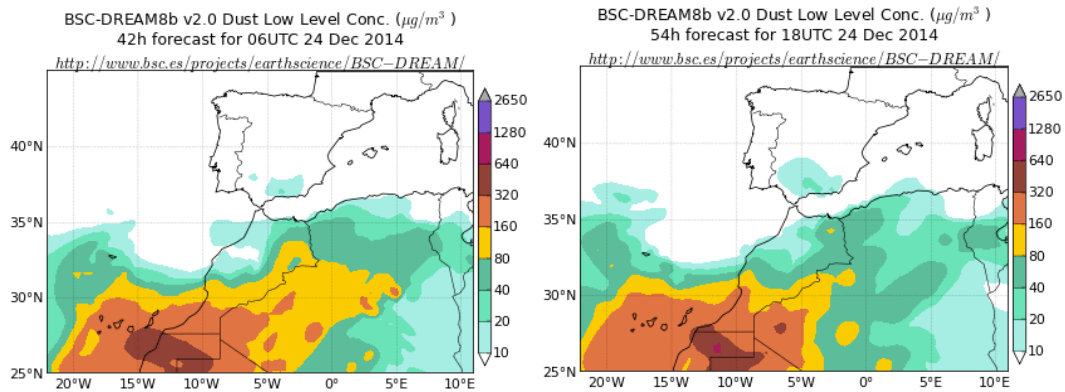 BSC-DREAM8b v2.0 Dust Low Level Conc. (μg/m³ )
42h forecast for 06UTC 24 Dec 2014
http://www.bsc.es/projects/earthscience/BSC−DREAM/
2650
1280
640
320
160
80
40
20
10
40°N
35°N
30°N
25°N
20°W 15°W 10°W 5°W 0° 5°E 10°E
BSC-DREAM8b v2.0 Dust Low Level Conc. (μg/m³ )
54h forecast for 18UTC 24 Dec 2014
http://www.bsc.es/projects/earthscience/BSC−DREAM/
2650
1280
640
320
160
80
40
20
10
40°N
35°N
30°N
25°N
20°W 15°W 10°W 5°W 0° 5°E 10°E